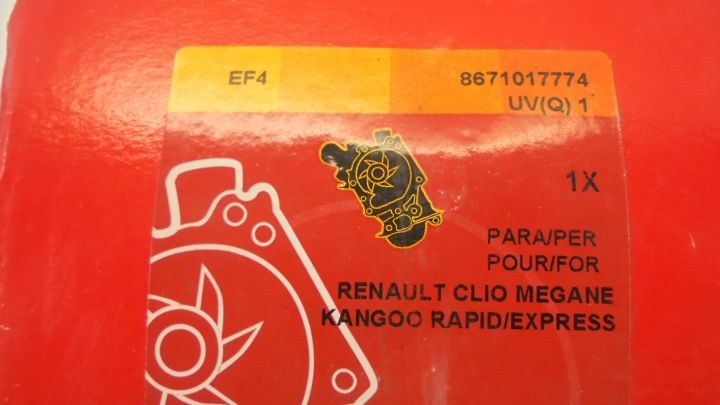 EF4 8671017774
UV(Q) 1
1X
PARA/PER
POUR/FOR
RENAULT CLIO MEGANE
KANGOO RAPID/EXPRESS